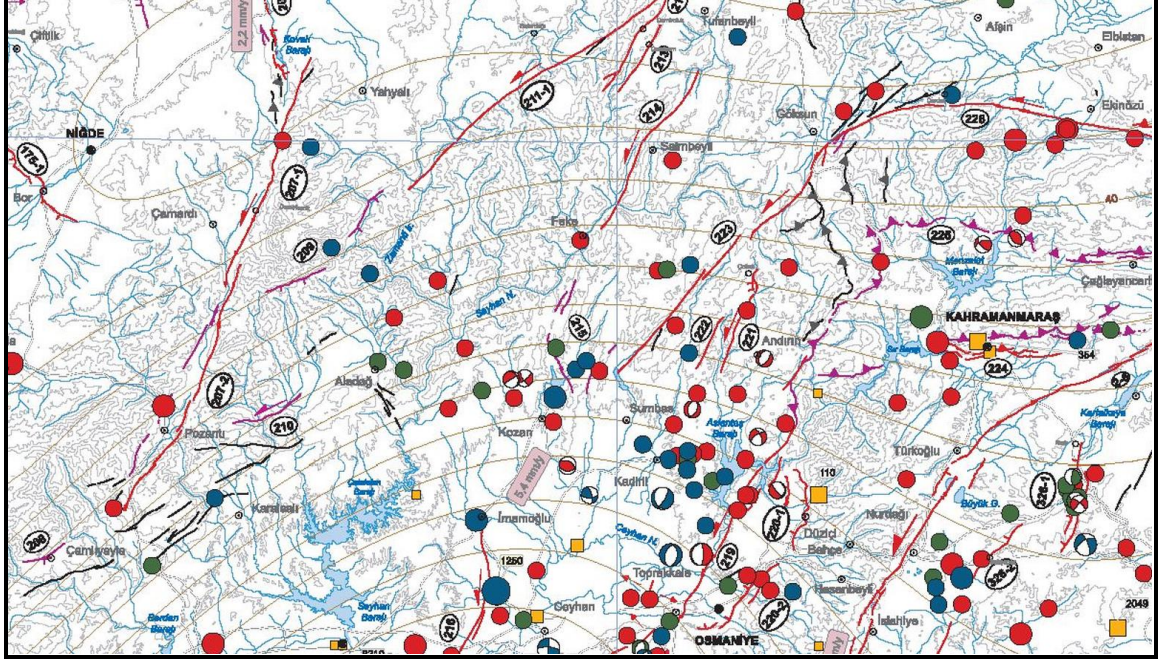 2,2 mm/y
Çiftlik
Kovalı
Barajı
Yahyalı
211-1
213
Tufanbeyli
Afşin
Elbistan
NİĞDE
175-1
Bor
Çamardı
207-1
214
Saimbeyli
Göksun
226
Ekinözü
40
209
Zamantı Ir.
Feke
223
225
Menzelet
Barajı
Çağlayancerit
Seyhan N.
215
222
221
Andırın
KAHRAMANMARAŞ
Sır Barajı
354
224
Aladağ
207-2
Pozantı
210
Kozan
Sumbas
Aslantaş
Barajı
Kartalkaya
Barajı
Türkoğlu
5,4 mm/y
Çatalan
Barajı
Kadirli
110
326-1
Karaisalı
İmamoğlu
Ceyhan N.
220-1
Düziçi
Bahçe
Nurdağı
Büyük G.
208
Çamlıyayla
1250
Toprakkale
219
Hasanbeyli
326-2
Berdan
Barajı
Seyhan
Barajı
216
Ceyhan
OSMANİYE
220-2
İslahiye
2049